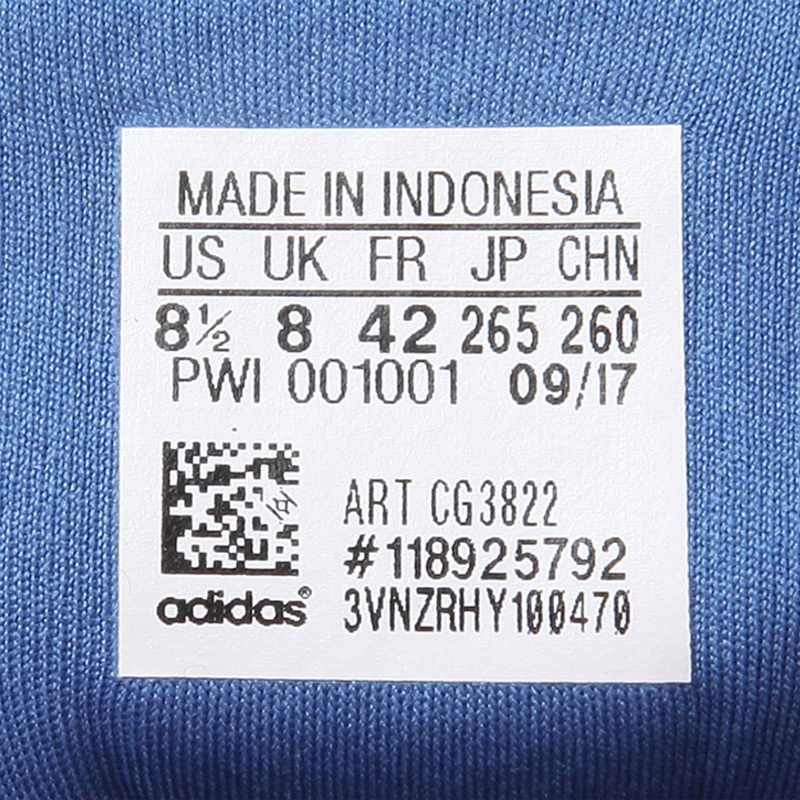 MADE IN INDONESIA
US UK FR JP CHN
8½ 8 42 265 260
PWI 001001 09/17
ART CG3822
#118925792
adidas® 3VNZRHY100470